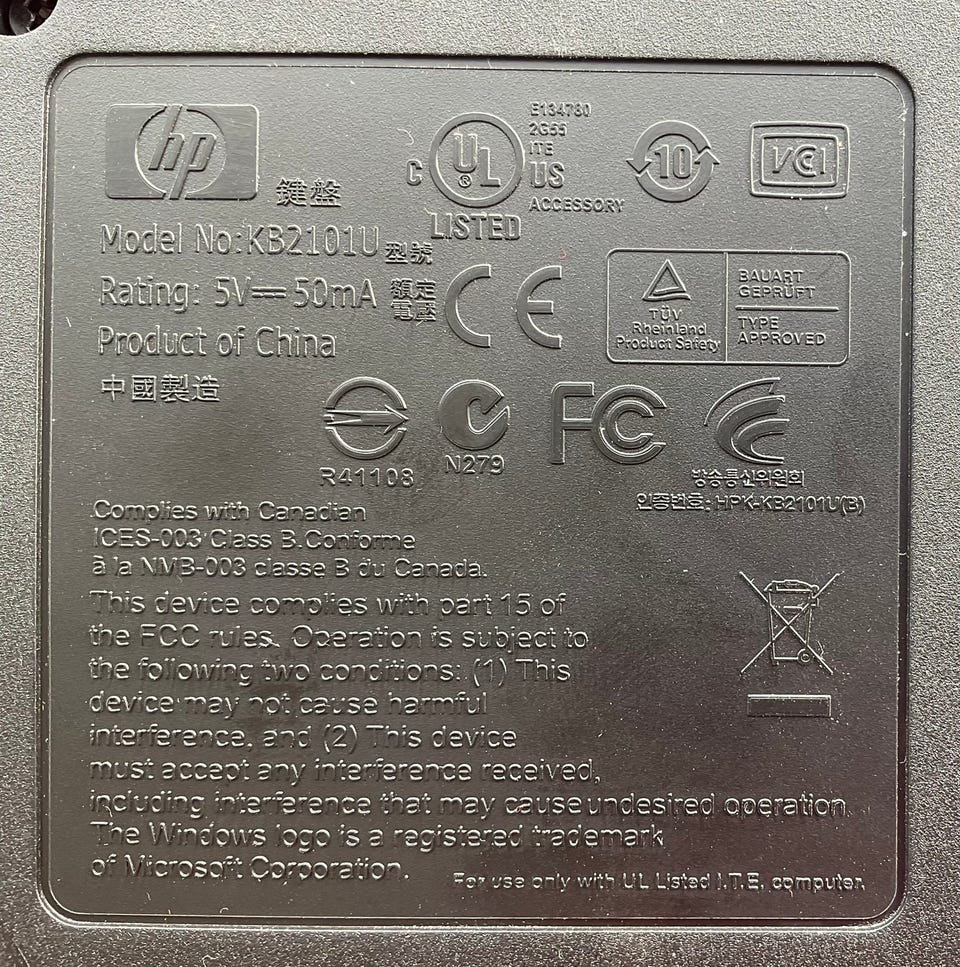 hp
鍵盤
Model No:KB2101U 型號
Rating: 5V⎓50mA 額定電壓
Product of China
中國製造
C UL US
®
LISTED
E134780
2G55
ITE
ACCESSORY
10
VCCI
CE
TÜV
Rheinland
Product Safety
BAUART
GEPRÜFT
TYPE
APPROVED
R41108
N279
FC
방송통신위원회
인증번호: HPK-KB2101U(B)
Complies with Canadian
ICES-003 Class B.Conforme
à la NMB-003 classe B du Canada.
This device complies with part 15 of
the FCC rules. Operation is subject to
the following two conditions: (1) This
device may not cause harmful
interference, and (2) This device
must accept any interference received,
including interference that may cause undesired operation.
The Windows logo is a registered trademark
of Microsoft Corporation.
For use only with UL Listed I.T.E. computer.